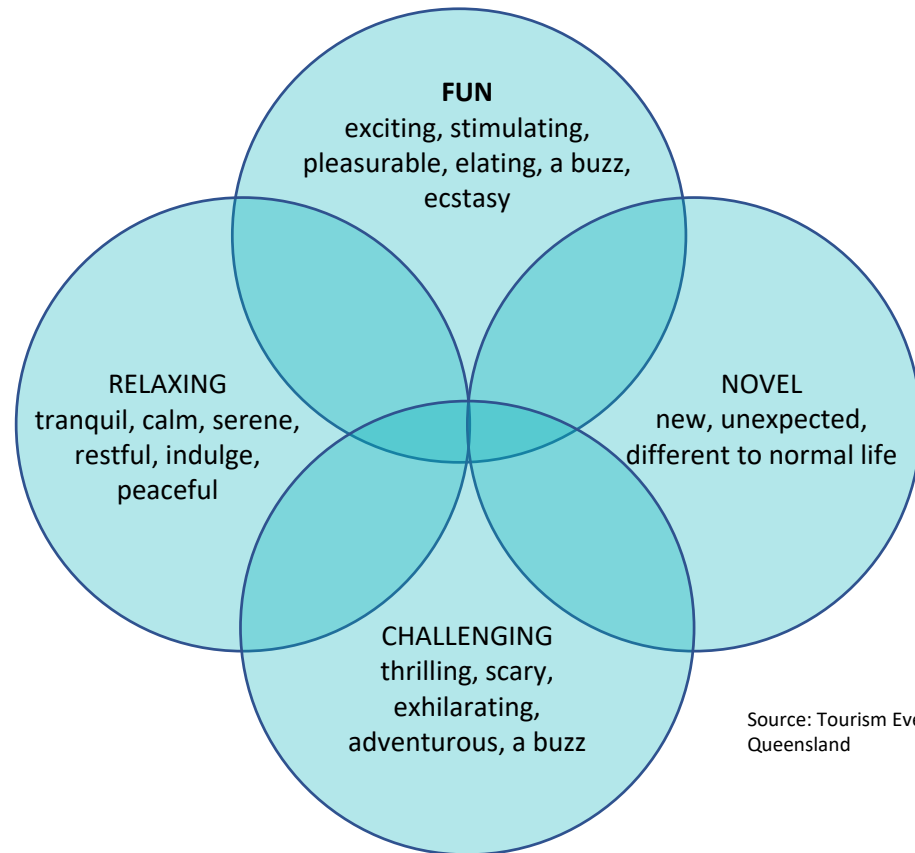 FUN
exciting, stimulating,
pleasurable, elating, a buzz,
ecstasy
RELAXING
tranquil, calm, serene,
restful, indulge,
peaceful
NOVEL
new, unexpected,
different to normal life
CHALLENGING
thrilling, scary,
exhilarating,
adventurous, a buzz
Source: Tourism Eve
Queensland